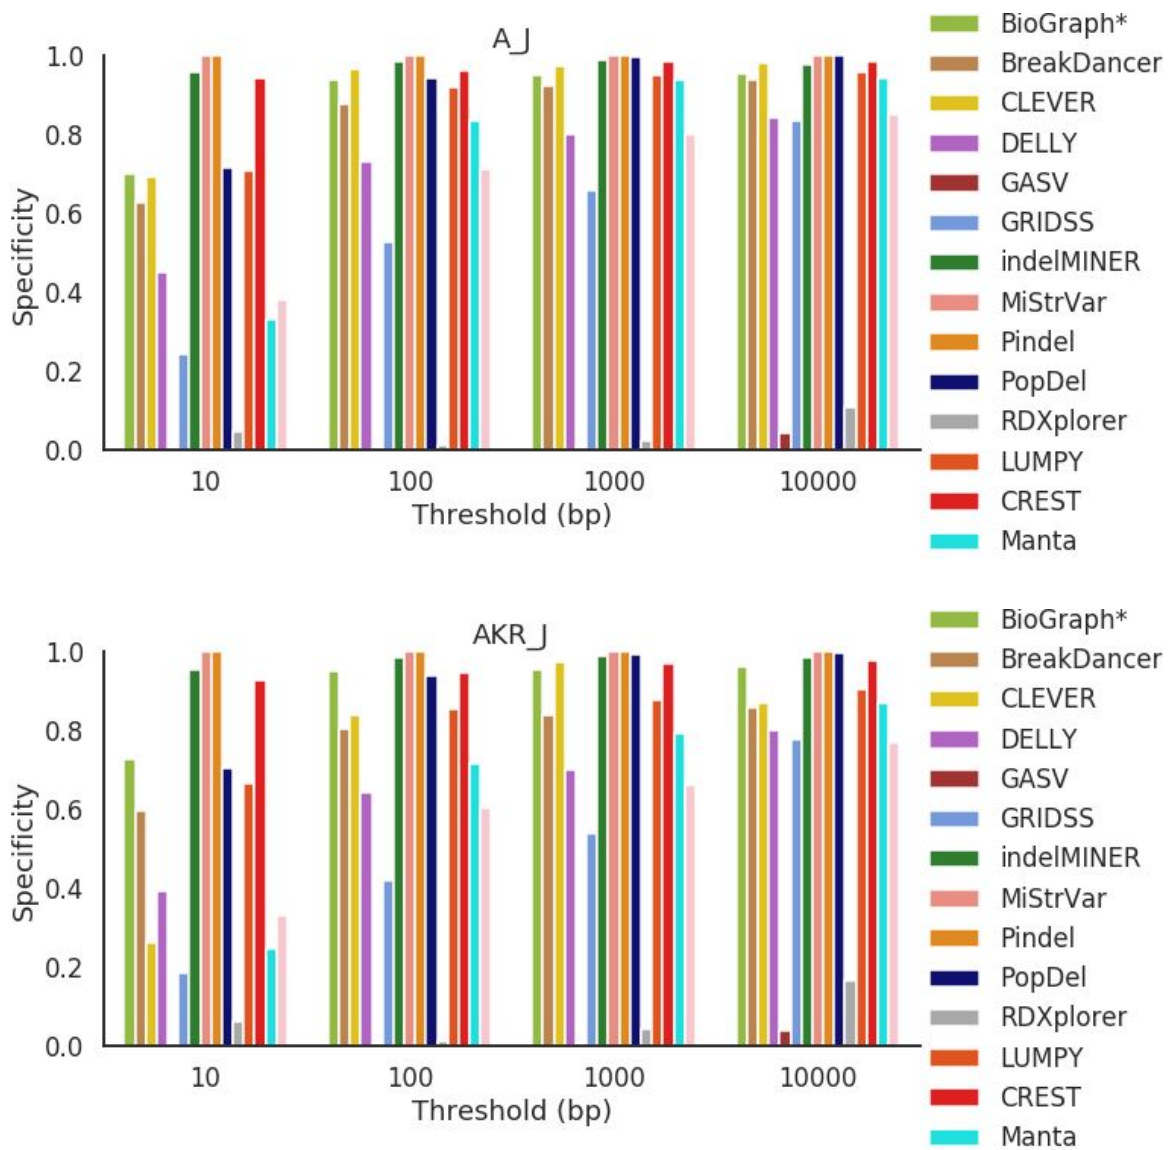 A_J
Specificity
1.0
0.8
0.6
0.4
0.2
0.0
10 100 1000 10000
Threshold (bp)
BioGraph*
BreakDancer
CLEVER
DELLY
GASV
GRIDSS
indelMINER
MiStrVar
Pindel
PopDel
RDXplorer
LUMPY
CREST
Manta
AKR_J
Specificity
1.0
0.8
0.6
0.4
0.2
0.0
10 100 1000 10000
Threshold (bp)
BioGraph*
BreakDancer
CLEVER
DELLY
GASV
GRIDSS
indelMINER
MiStrVar
Pindel
PopDel
RDXplorer
LUMPY
CREST
Manta